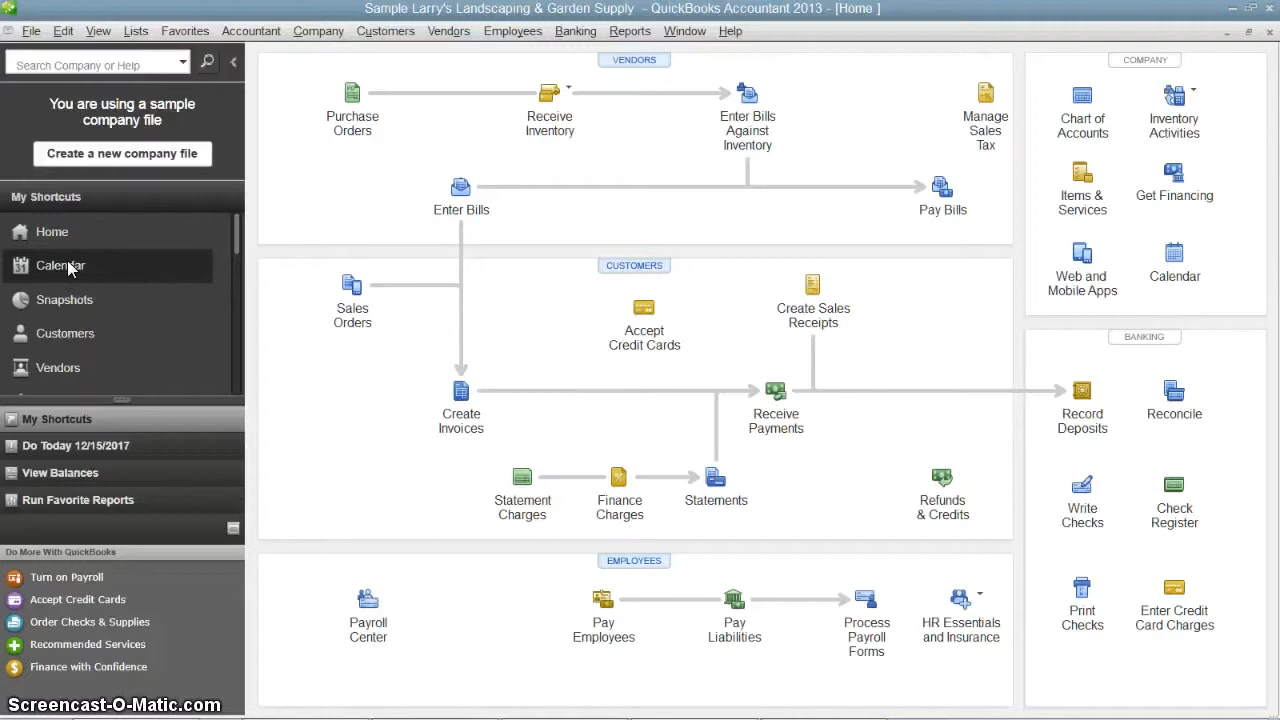 Sample Larry's Landscaping & Garden Supply – QuickBooks Accountant 2013 - [Home ]
File Edit View Lists Favorites Accountant Company Customers Vendors Employees Banking Reports Window Help
Search Company or Help
You are using a sample
company file
Create a new company file
My Shortcuts
Home
31 Calendar
Snapshots
Customers
Vendors
My Shortcuts
Do Today 12/15/2017
View Balances
Run Favorite Reports
Do More With QuickBooks
Turn on Payroll
Accept Credit Cards
Order Checks & Supplies
Recommended Services
Finance with Confidence
Screencast-O-Matic.com
VENDORS
Purchase
Orders
Receive
Inventory
Enter Bills
Against
Inventory
Manage
Sales
Tax
Enter Bills
Pay Bills
CUSTOMERS
Sales
Orders
Accept
Credit Cards
Create Sales
Receipts
Create
Invoices
Receive
Payments
Statement
Charges
Finance
Charges
Statements
Refunds
& Credits
EMPLOYEES
Payroll
Center
Pay
Employees
Pay
Liabilities
Process
Payroll
Forms
HR Essentials
and Insurance
COMPANY
Chart of
Accounts
Inventory
Activities
Items &
Services
Get Financing
Web and
Mobile Apps
Calendar
BANKING
Record
Deposits
Reconcile
Write
Checks
Check
Register
Print
Checks
Enter Credit
Card Charges